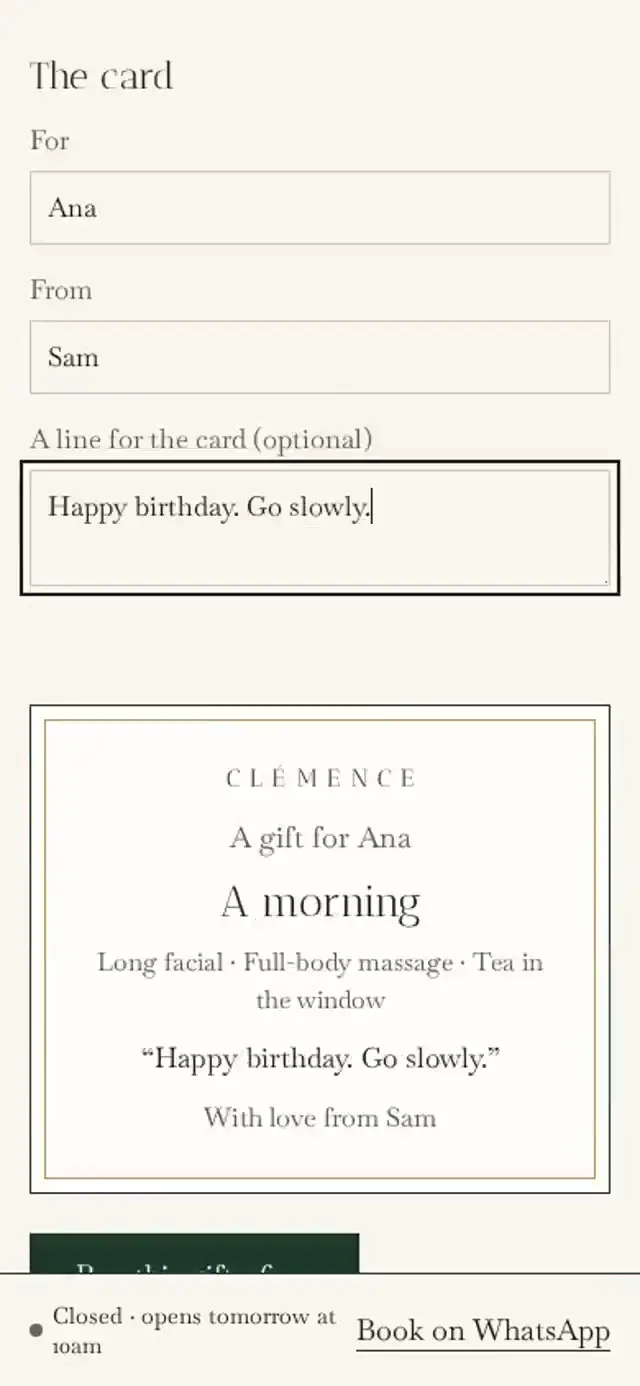 The card
For
Ana
From
Sam
A line for the card (optional)
Happy birthday. Go slowly.
CLÉMENCE
A gift for Ana
A morning
Long facial · Full-body massage · Tea in
the window
“Happy birthday. Go slowly.”
With love from Sam
Closed · opens tomorrow at
10am
Book on WhatsApp